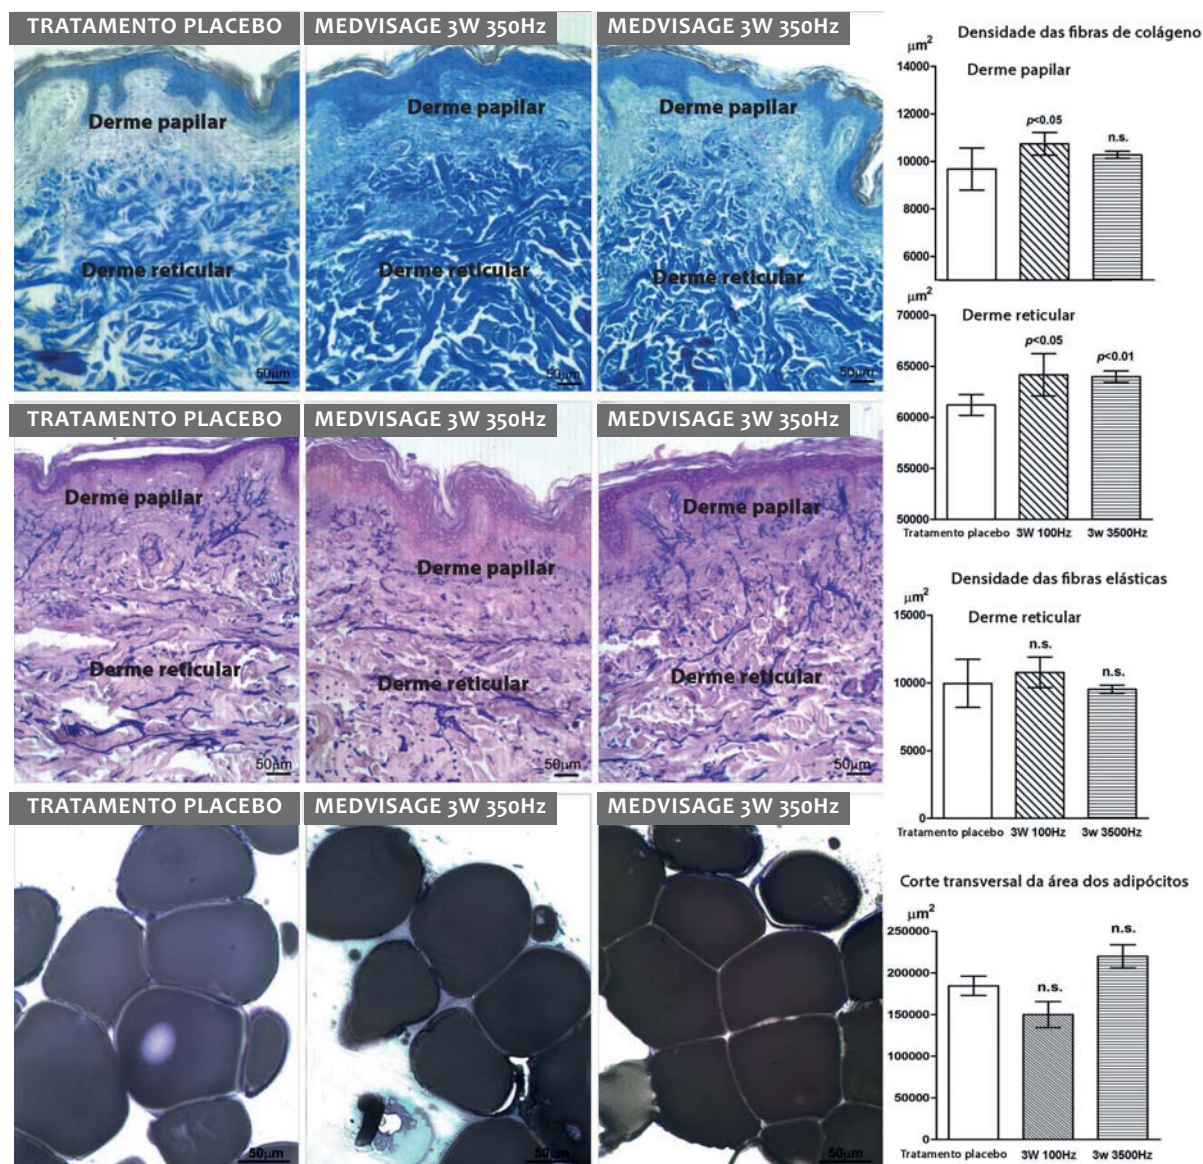 TRATAMENTO PLACEBO
MEDVISAGE 3W 350Hz
MEDVISAGE 3W 350Hz
Derme papilar
Derme papilar
Derme papilar
Derme reticular
Derme reticular
Derme reticular
50µm
50µm
50µm
TRATAMENTO PLACEBO
MEDVISAGE 3W 350Hz
MEDVISAGE 3W 350Hz
Derme papilar
Derme papilar
Derme papilar
Derme reticular
Derme reticular
Derme reticular
50µm
50µm
50µm
TRATAMENTO PLACEBO
MEDVISAGE 3W 350Hz
MEDVISAGE 3W 350Hz
50µm
50µm
50µm
Densidade das fibras de colágeno
µm²
Derme papilar
14000
12000
10000
8000
6000
p<0.05
n.s.
µm²
Derme reticular
70000
65000
60000
55000
50000
p<0.05
p<0.01
Tratamento placebo 3W 100Hz 3w 3500Hz
Densidade das fibras elásticas
µm²
Derme reticular
15000
10000
5000
0
n.s.
n.s.
Tratamento placebo 3W 100Hz 3w 3500Hz
Corte transversal da área dos adipócitos
µm²
250000
200000
150000
100000
50000
0
n.s.
n.s.
Tratamento placebo 3W 100Hz 3w 3500Hz